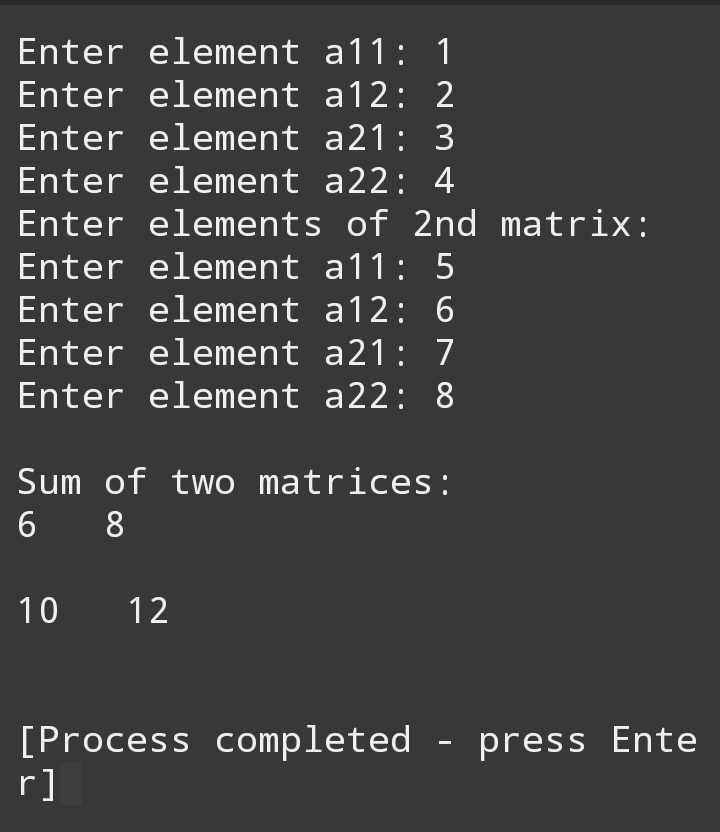 Enter element a11: 1
Enter element a12: 2
Enter element a21: 3
Enter element a22: 4
Enter elements of 2nd matrix:
Enter element a11: 5
Enter element a12: 6
Enter element a21: 7
Enter element a22: 8
Sum of two matrices:
6   8
10   12
[Process completed - press Ente
r]